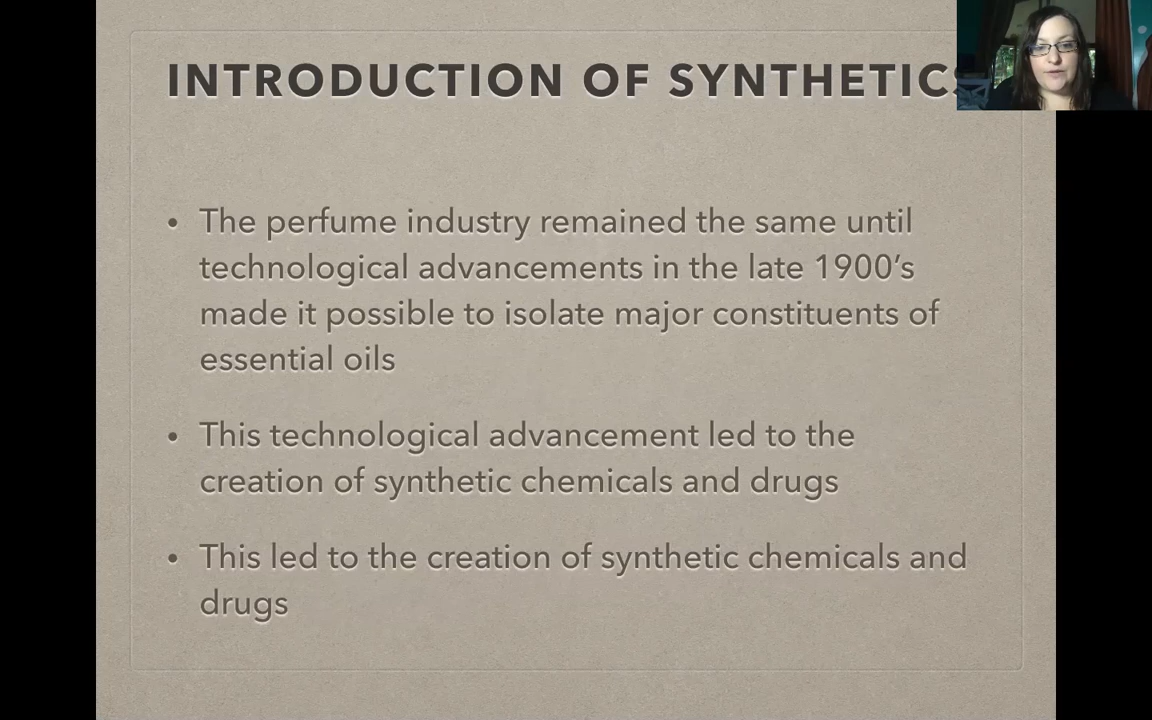 INTRODUCTION OF SYNTHETICS
• The perfume industry remained the same until
technological advancements in the late 1900’s
made it possible to isolate major constituents of
essential oils
• This technological advancement led to the
creation of synthetic chemicals and drugs
• This led to the creation of synthetic chemicals and
drugs